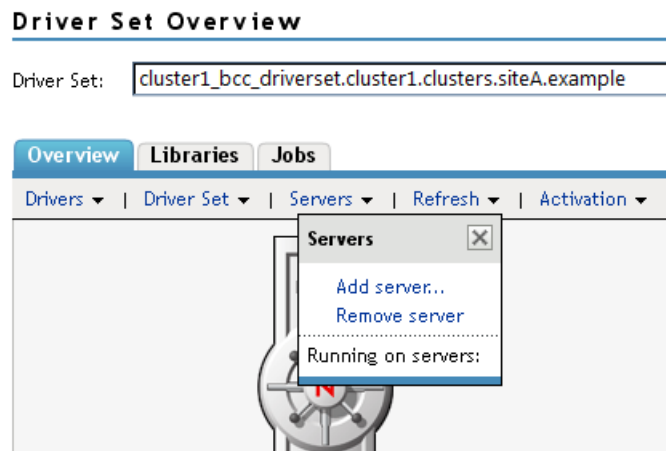 Driver Set Overview
Driver Set: cluster1_bcc_driverset.cluster1.clusters.siteA.example
Overview Libraries Jobs
Drivers | Driver Set | Servers | Refresh | Activation
Servers
Add server...
Remove server
Running on servers:
N